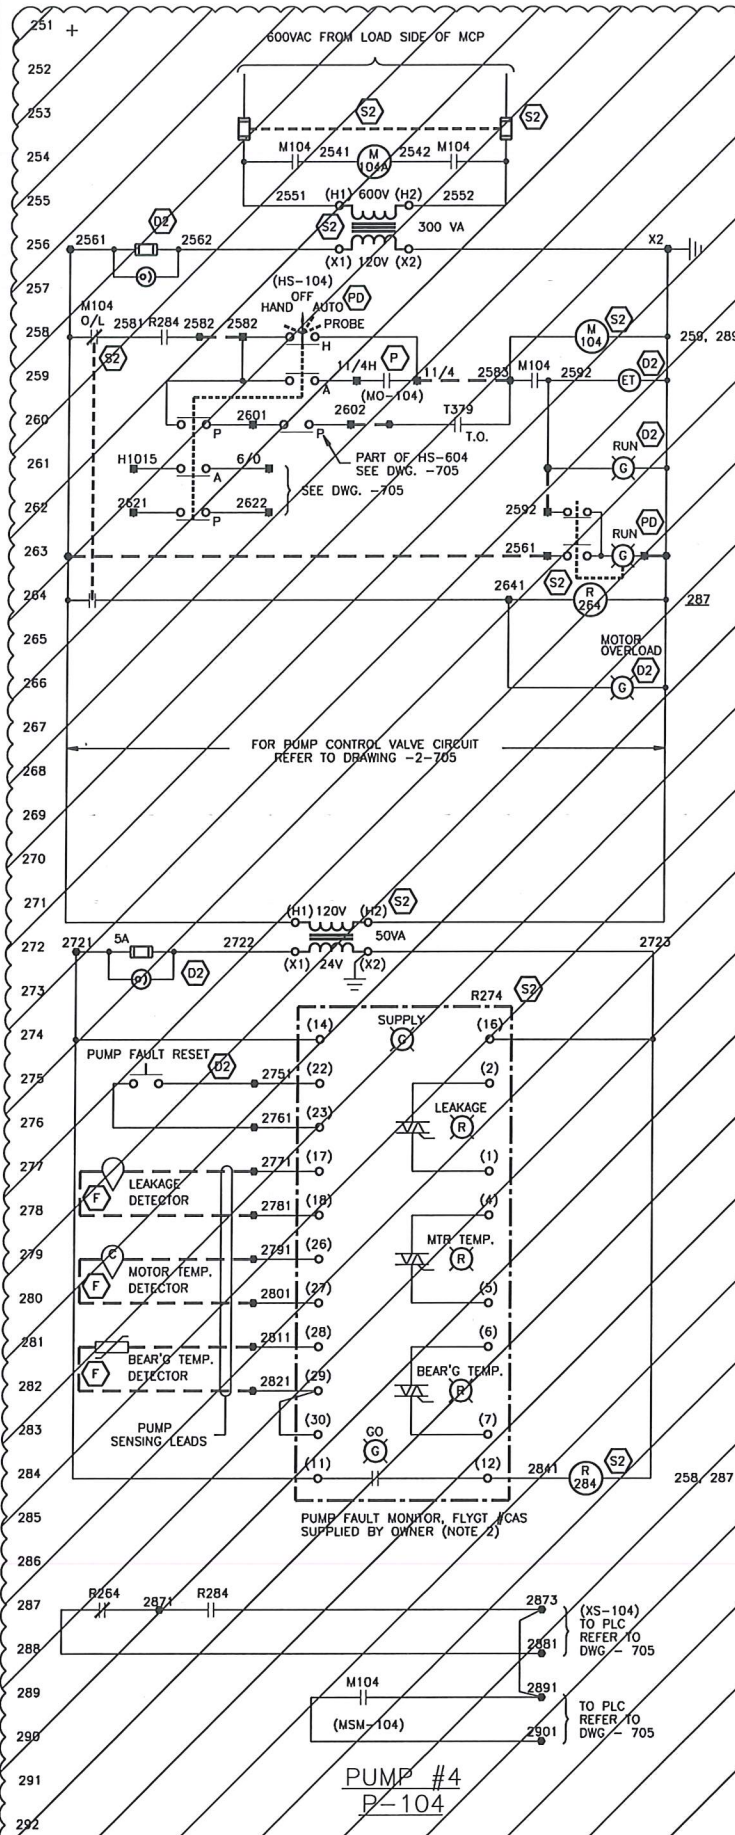 251 +
600VAC FROM LOAD SIDE OF MCP
252
253 S2 S2
254 M104 2541 M 104A 2542 M104
255 2551 (H1) 600V (H2) 2552
D2 S2 300 VA
256 2561 2562 (X1) 120V (X2) X2
257
(HS-104)
OFF PD
HAND AUTO
PROBE
M104
O/L 2581 R284 2582 2582 H M 104 S2
258 259, 289
S2
259 11/4H P 11/4 2583 M104 2592 ET D2
A (MO-104)
260 2601 2602 T379
P P T.O.
PART OF HS-604
SEE DWG. -705
RUN D2
261 H1015 A 6/0 G
SEE DWG. -705
262 2621 P 2622 2592
RUN PD
263 2561 G
S2
264 2641 R 264 287
265
MOTOR
OVERLOAD
D2
266 G
267
FOR PUMP CONTROL VALVE CIRCUIT
REFER TO DRAWING -2-705
268
269
270
271 (H1) 120V (H2) S2
50VA
272 2721 5A 2722 (X1) 24V (X2) 2723
D2
273
R274 S2
274 (14) SUPPLY G (16)
PUMP FAULT RESET D2
275 2751 (22) (2)
LEAKAGE
276 2761 (23) R
277 2771 (17) (1)
LEAKAGE
DETECTOR
F
278 2781 (18) (4)
MTR TEMP.
279 C 2791 (26) R
MOTOR TEMP.
DETECTOR
F
280 2801 (27) (5)
281 2811 (28) (6)
BEAR'G TEMP.
DETECTOR
F
BEAR'G TEMP.
282 2821 (29) R
283 (30) (7)
PUMP
SENSING LEADS
GO
G
284 (11) (12) 2841 R 284 S2 258, 287
285
PUMP FAULT MONITOR, FLYGT #CAS
SUPPLIED BY OWNER (NOTE 2)
286
287 R264 2871 R284 2873
(XS-104)
TO PLC
REFER TO
DWG - 705
288 2881
289 M104 2891
(MSM-104)
TO PLC
REFER TO
DWG - 705
290 2901
291
PUMP #4
P-104
292